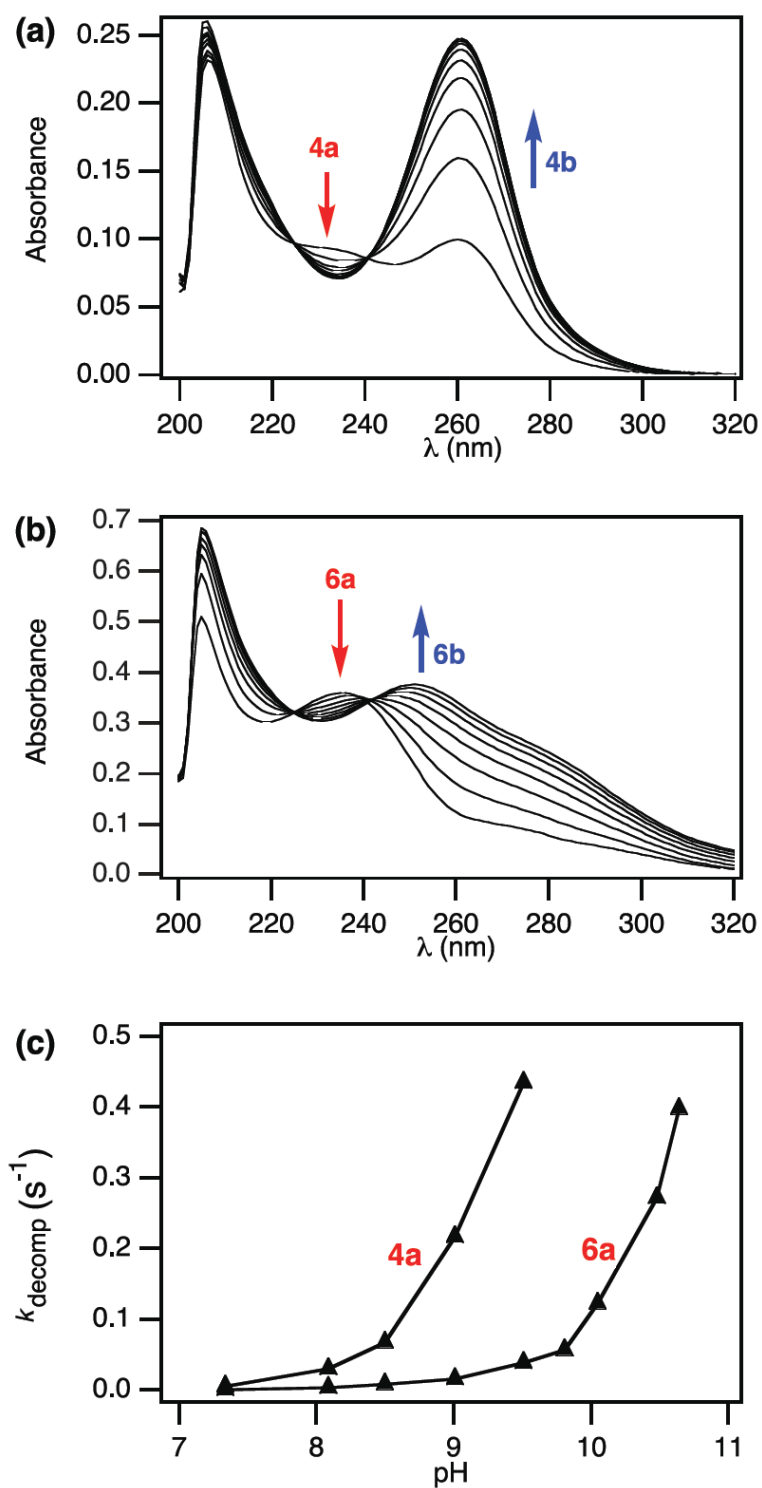 (a)
Absorbance
0.25
0.20
0.15
0.10
0.05
0.00
4a
4b
200 220 240 260 280 300 320
λ (nm)
(b)
Absorbance
0.7
0.6
0.5
0.4
0.3
0.2
0.1
0.0
6a
6b
200 220 240 260 280 300 320
λ (nm)
(c)
kdecomp (s-1)
0.5
0.4
0.3
0.2
0.1
0.0
4a
6a
7 8 9 10 11
pH